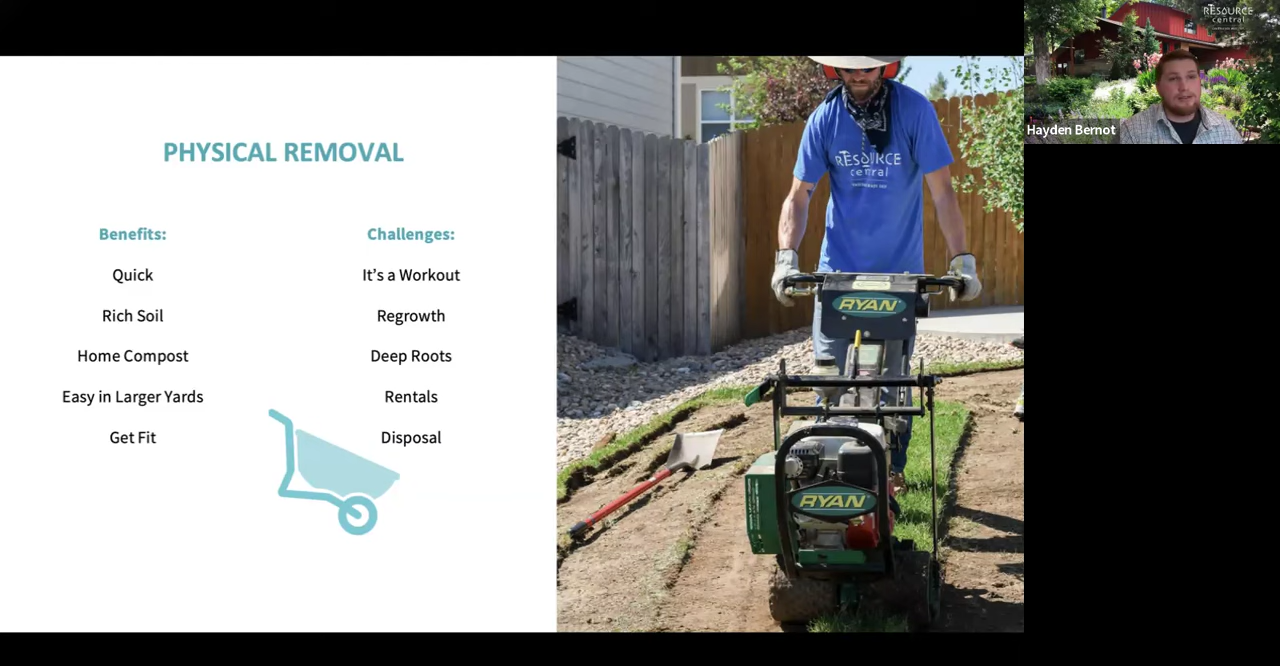 PHYSICAL REMOVAL
Benefits:
Quick
Rich Soil
Home Compost
Easy in Larger Yards
Get Fit
Challenges:
It's a Workout
Regrowth
Deep Roots
Rentals
Disposal
RESOURCE
central
RYAN
RYAN
RESOURCE
central
Hayden Bernot